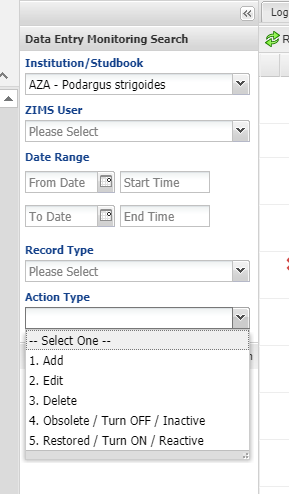 Log
Data Entry Monitoring Search
R
Institution/Studbook
AZA - Podargus strigoides
ZIMS User
Please Select
Date Range
From Date Start Time
To Date End Time
Record Type
Please Select
Action Type
-- Select One --
1. Add
2. Edit
3. Delete
4. Obsolete / Turn OFF / Inactive
5. Restored / Turn ON / Reactive